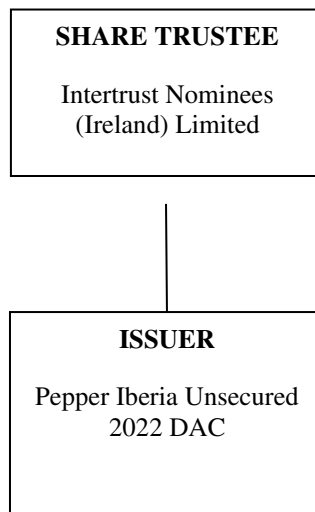 SHARE TRUSTEE
Intertrust Nominees
(Ireland) Limited
ISSUER
Pepper Iberia Unsecured
2022 DAC